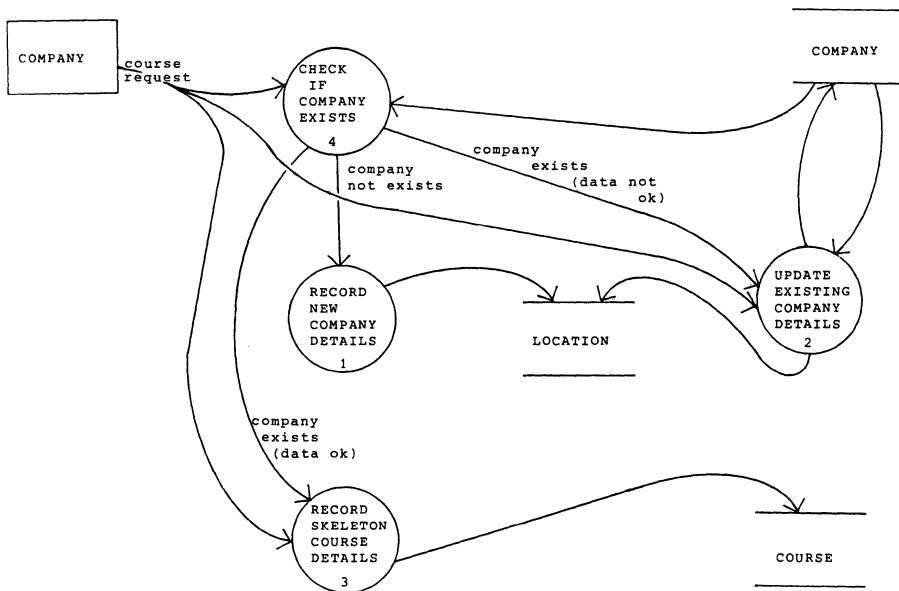 COMPANY
course
request
CHECK
IF
COMPANY
EXISTS
4
COMPANY
company
not exists
company
exists
(data not
ok)
RECORD
NEW
COMPANY
DETAILS
1
LOCATION
UPDATE
EXISTING
COMPANY
DETAILS
2
company
exists
(data ok)
RECORD
SKELETON
COURSE
DETAILS
3
COURSE